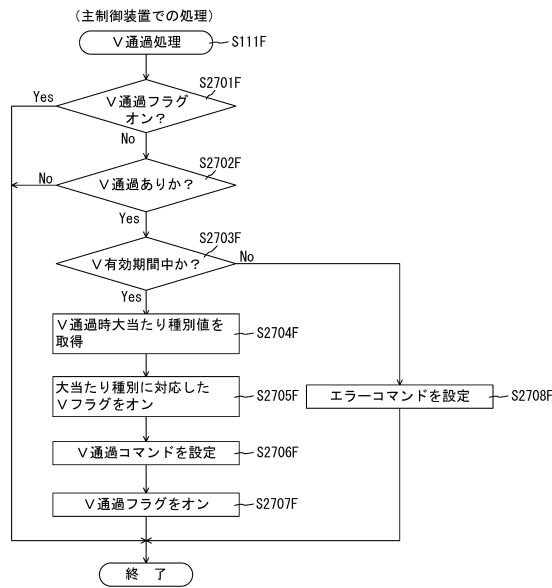 (主制御装置での処理)
V通過処理
S111F
S2701F
Yes
V通過フラグ
オン?
No
S2702F
No
V通過ありか?
Yes
S2703F
V有効期間中か?
No
Yes
V通過時大当たり種別値を
取得
S2704F
大当たり種別に対応した
Vフラグをオン
S2705F
エラーコマンドを設定
S2708F
V通過コマンドを設定
S2706F
V通過フラグをオン
S2707F
終 了